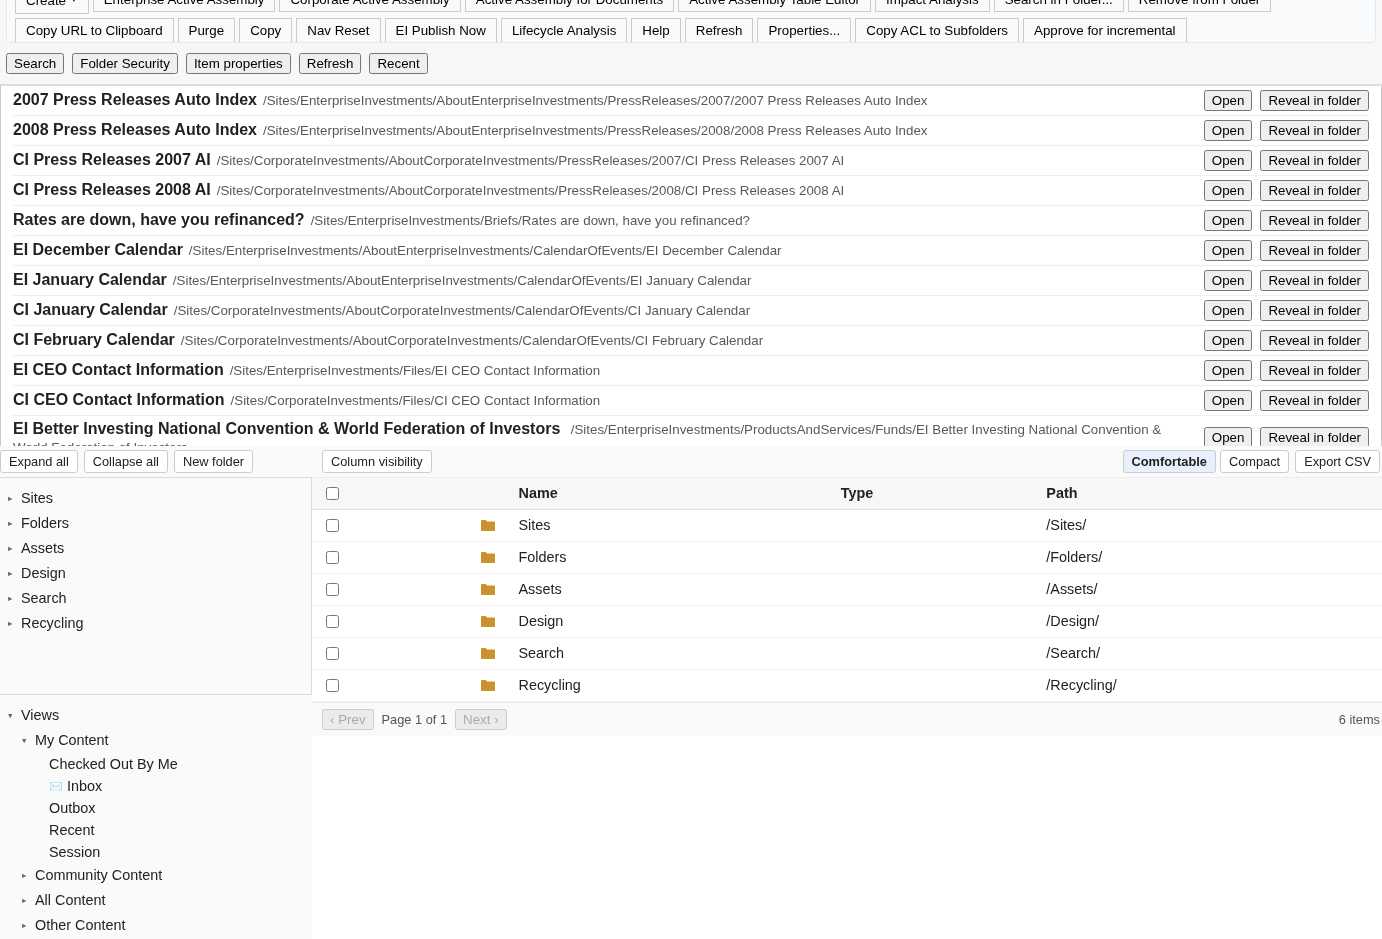 Create
Enterprise Active Assembly
Corporate Active Assembly
Active Assembly for Documents
Active Assembly Table Editor
Impact Analysis
Search in Folder...
Remove from Folder
Copy URL to Clipboard
Purge
Copy
Nav Reset
EI Publish Now
Lifecycle Analysis
Help
Refresh
Properties...
Copy ACL to Subfolders
Approve for incremental
Search
Folder Security
Item properties
Refresh
Recent
2007 Press Releases Auto Index /Sites/EnterpriseInvestments/AboutEnterpriseInvestments/PressReleases/2007/2007 Press Releases Auto Index Open Reveal in folder
2008 Press Releases Auto Index /Sites/EnterpriseInvestments/AboutEnterpriseInvestments/PressReleases/2008/2008 Press Releases Auto Index Open Reveal in folder
CI Press Releases 2007 AI /Sites/CorporateInvestments/AboutCorporateInvestments/PressReleases/2007/CI Press Releases 2007 AI Open Reveal in folder
CI Press Releases 2008 AI /Sites/CorporateInvestments/AboutCorporateInvestments/PressReleases/2008/CI Press Releases 2008 AI Open Reveal in folder
Rates are down, have you refinanced? /Sites/EnterpriseInvestments/Briefs/Rates are down, have you refinanced? Open Reveal in folder
EI December Calendar /Sites/EnterpriseInvestments/AboutEnterpriseInvestments/CalendarOfEvents/EI December Calendar Open Reveal in folder
EI January Calendar /Sites/EnterpriseInvestments/AboutEnterpriseInvestments/CalendarOfEvents/EI January Calendar Open Reveal in folder
CI January Calendar /Sites/CorporateInvestments/AboutCorporateInvestments/CalendarOfEvents/CI January Calendar Open Reveal in folder
CI February Calendar /Sites/CorporateInvestments/AboutCorporateInvestments/CalendarOfEvents/CI February Calendar Open Reveal in folder
EI CEO Contact Information /Sites/EnterpriseInvestments/Files/EI CEO Contact Information Open Reveal in folder
CI CEO Contact Information /Sites/CorporateInvestments/Files/CI CEO Contact Information Open Reveal in folder
EI Better Investing National Convention & World Federation of Investors /Sites/EnterpriseInvestments/ProductsAndServices/Funds/EI Better Investing National Convention &
World Federation of Investors Open Reveal in folder
Expand all
Collapse all
New folder
Sites
Folders
Assets
Design
Search
Recycling
Views
My Content
Checked Out By Me
Inbox
Outbox
Recent
Session
Community Content
All Content
Other Content
Column visibility
Comfortable
Compact
Export CSV
Name Type Path
Sites /Sites/
Folders /Folders/
Assets /Assets/
Design /Design/
Search /Search/
Recycling /Recycling/
‹ Prev Page 1 of 1 Next › 6 items